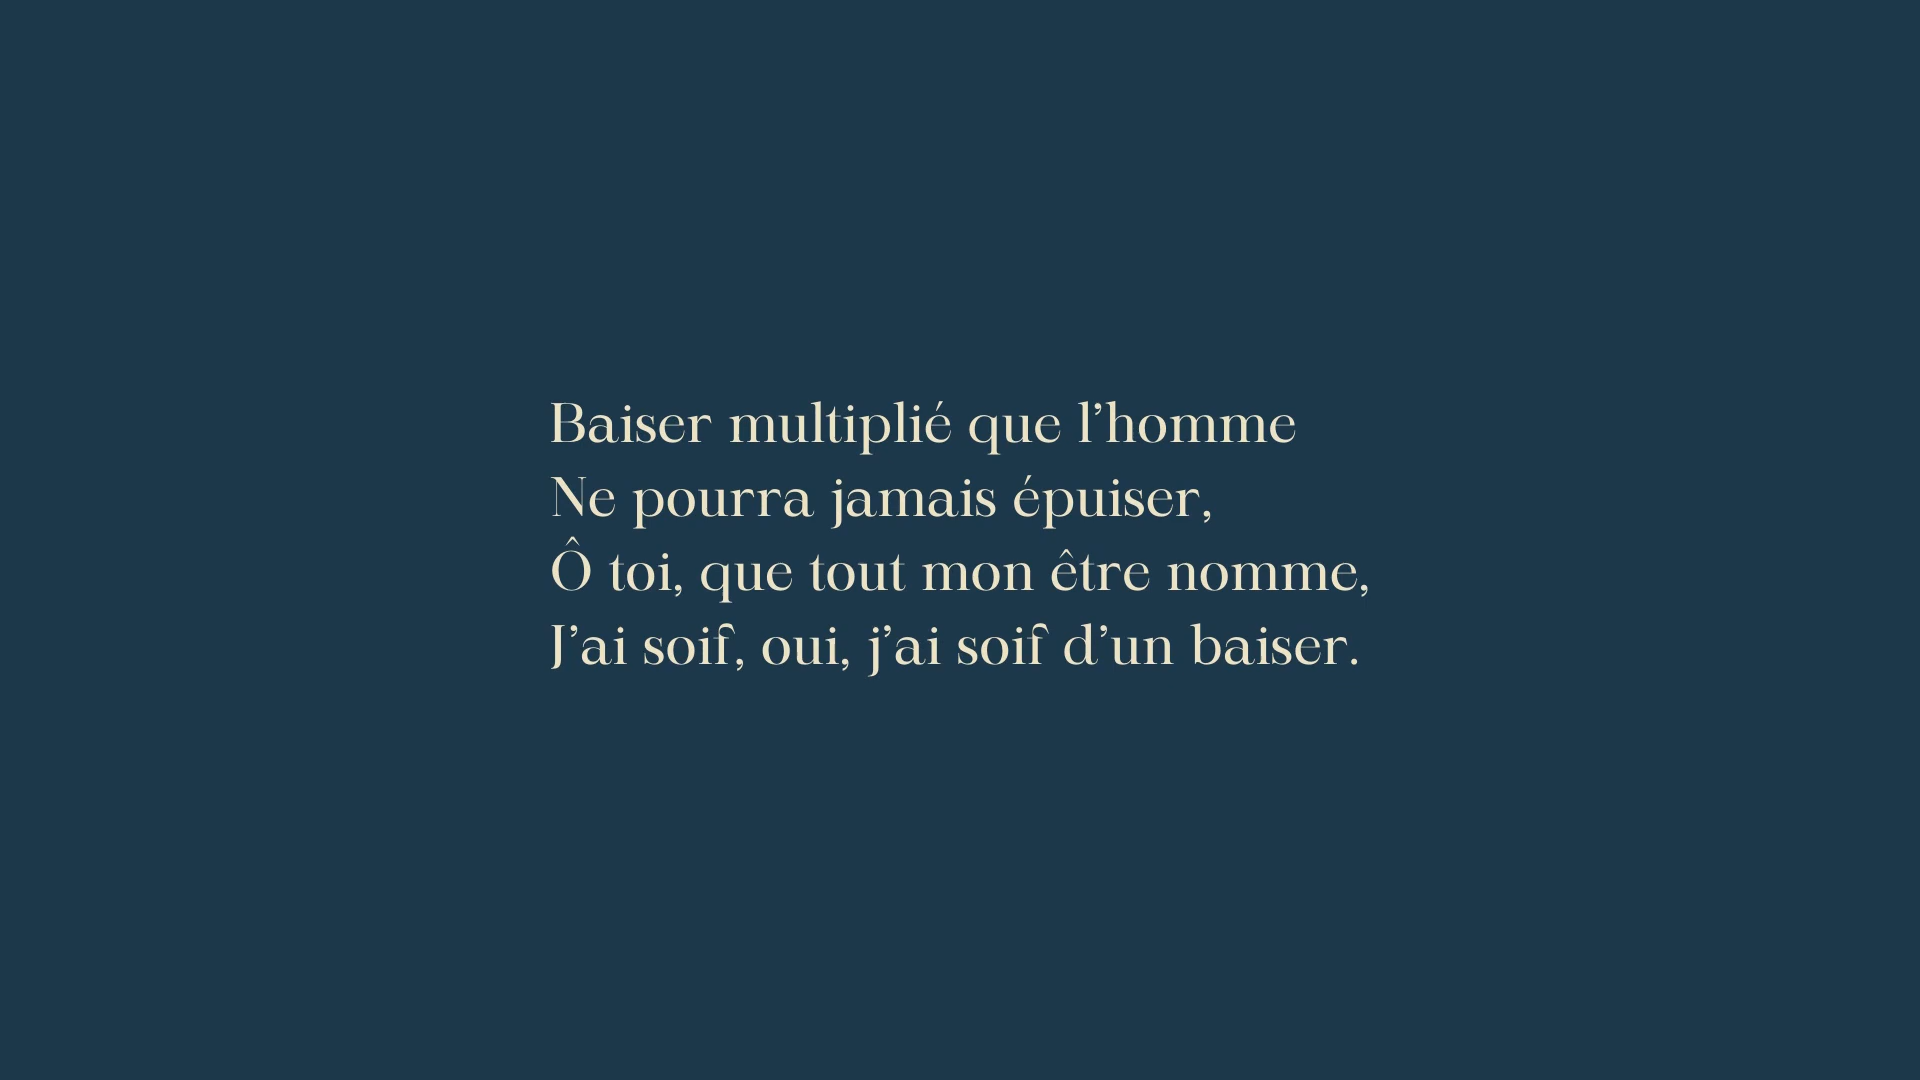 Baiser multiplié que l’homme
Ne pourra jamais épuiser,
Ô toi, que tout mon être nomme,
J’ai soif, oui, j’ai soif d’un baiser.